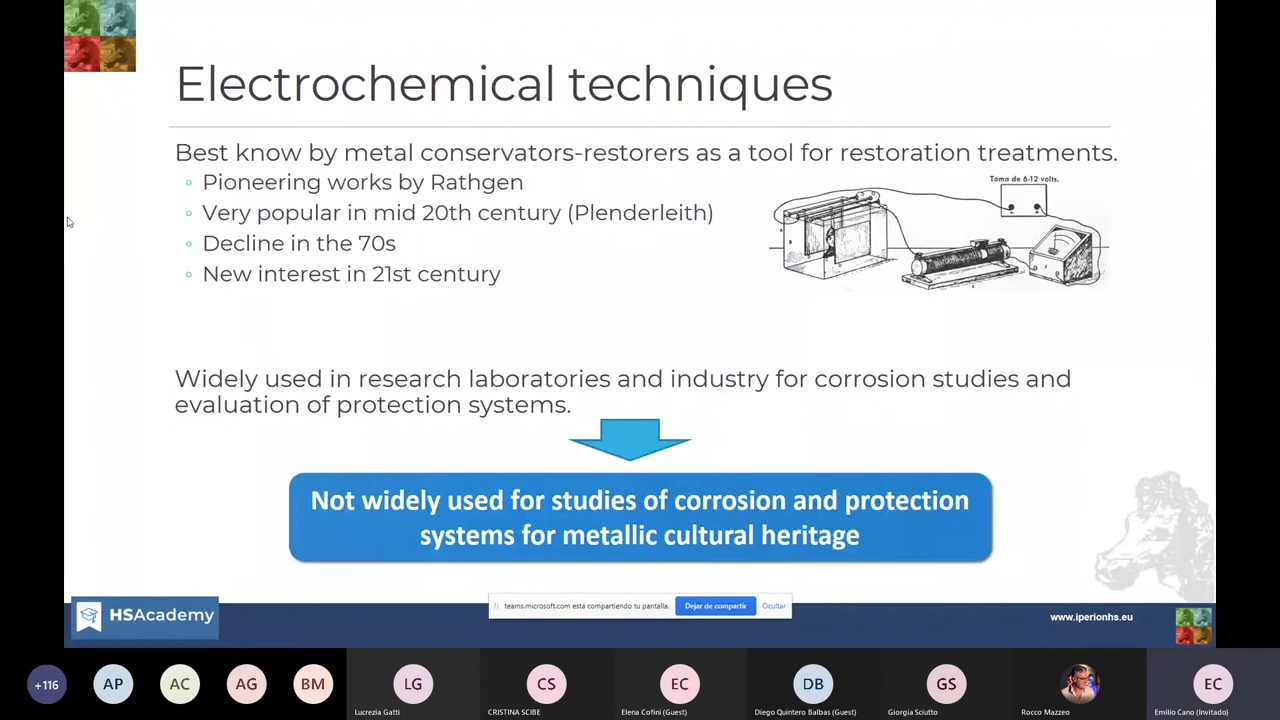 Electrochemical techniques
Best know by metal conservators-restorers as a tool for restoration treatments.
Pioneering works by Rathgen
Very popular in mid 20th century (Plenderleith)
Decline in the 70s
New interest in 21st century
Toma de 6-12 volts.
Widely used in research laboratories and industry for corrosion studies and
evaluation of protection systems.
Not widely used for studies of corrosion and protection
systems for metallic cultural heritage
teams.microsoft.com está compartiendo tu pantalla.
Dejar de compartir
Ocultar
HSAcademy
www.iperionhs.eu
+116
AP
AC
AG
BM
LG
Lucrezia Gatti
CS
CRISTINA SCIBE
EC
Elena Cofini (Guest)
DB
Diego Quintero Balbas (Guest)
GS
Giorgia Sciutto
Rocco Mazzeo
EC
Emilio Cano (Invitado)